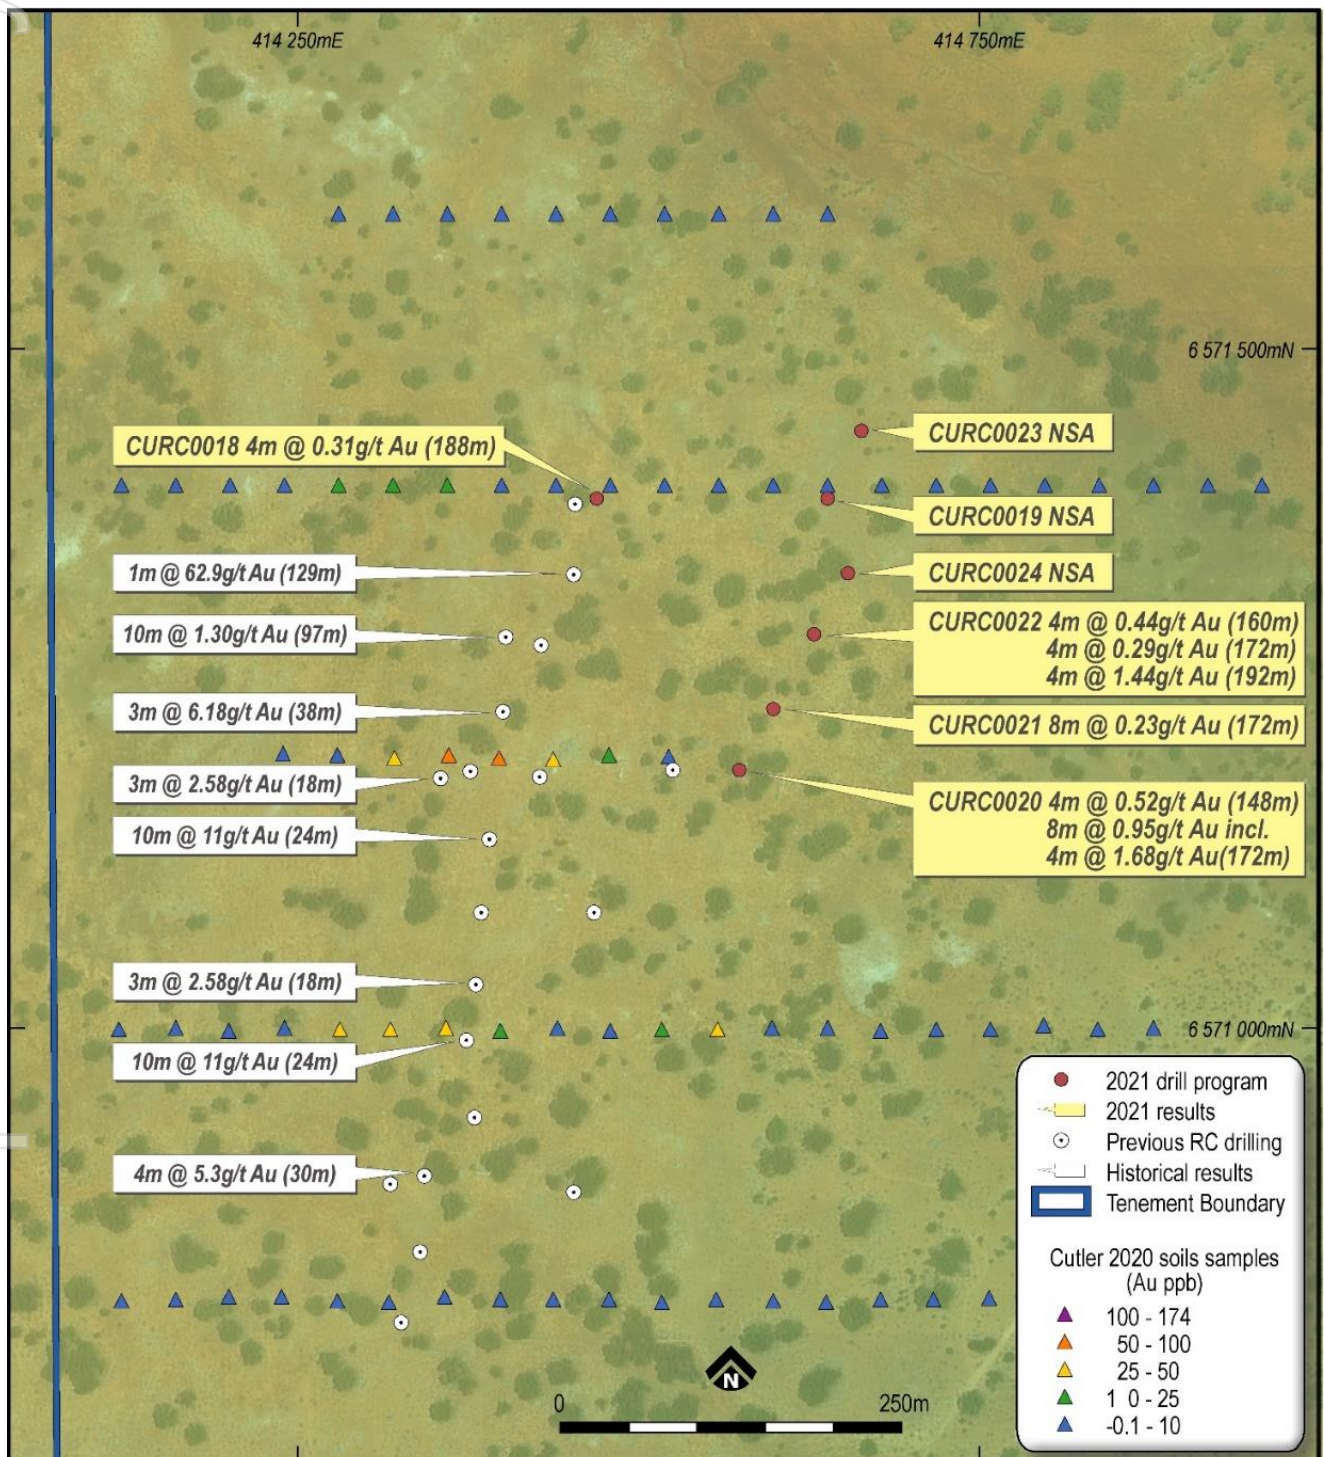 414 250mE
414 750mE
6 571 500mN
CURC0023 NSA
CURC0018 4m @ 0.31g/t Au (188m)
CURC0019 NSA
1m @ 62.9g/t Au (129m)
CURC0024 NSA
10m @ 1.30g/t Au (97m)
CURC0022 4m @ 0.44g/t Au (160m)
4m @ 0.29g/t Au (172m)
4m @ 1.44g/t Au (192m)
3m @ 6.18g/t Au (38m)
CURC0021 8m @ 0.23g/t Au (172m)
3m @ 2.58g/t Au (18m)
CURC0020 4m @ 0.52g/t Au (148m)
8m @ 0.95g/t Au incl.
4m @ 1.68g/t Au(172m)
10m @ 11g/t Au (24m)
3m @ 2.58g/t Au (18m)
6 571 000mN
10m @ 11g/t Au (24m)
4m @ 5.3g/t Au (30m)
2021 drill program
2021 results
Previous RC drilling
Historical results
Tenement Boundary
Cutler 2020 soils samples
(Au ppb)
100 - 174
50 - 100
25 - 50
1 0 - 25
-0.1 - 10
N
0 250m